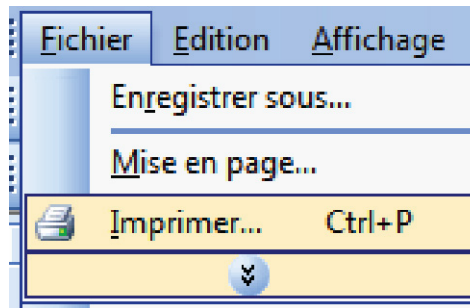 Fichier Edition Affichage
Enregistrer sous...
Mise en page...
Imprimer... Ctrl+P